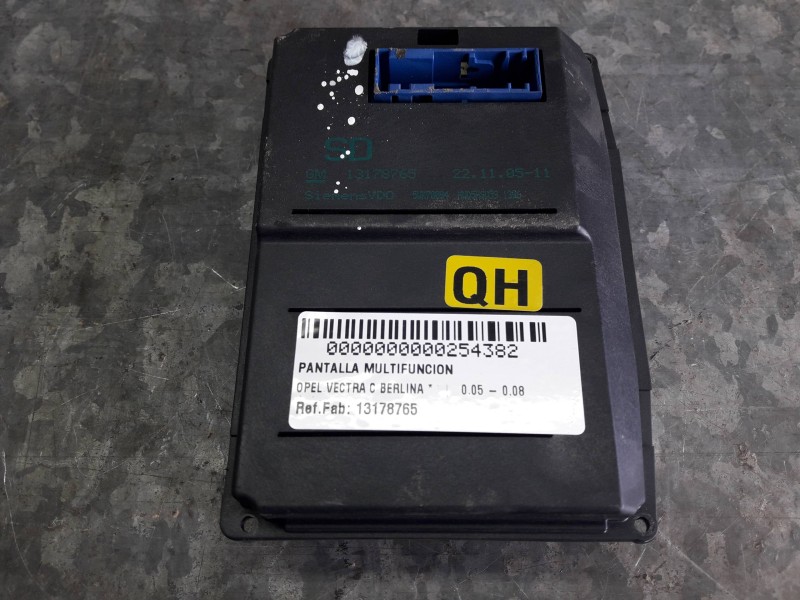 SD
GM 13178765 22.11.05-11
SiemensVDO
QH
0000000000254382
PANTALLA MULTIFUNCION
OPEL VECTRA C BERLINA * | 0.05 - 0.08
Ref.Fab: 13178765